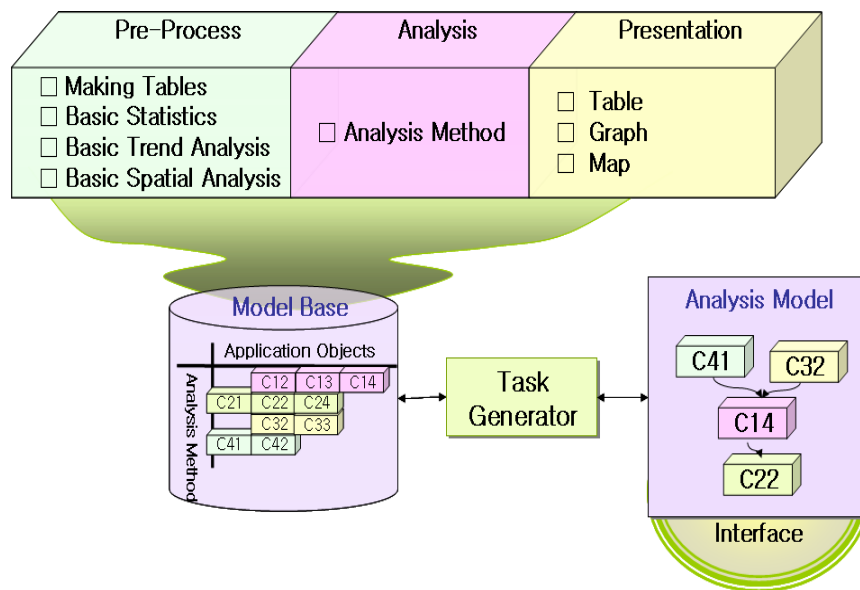 Pre-Process
Analysis
Presentation
□ Making Tables
□ Basic Statistics
□ Basic Trend Analysis
□ Basic Spatial Analysis
□ Analysis Method
□ Table
□ Graph
□ Map
Model Base
Application Objects
Analysis Method
C12 C13 C14
C21 C22 C24
C32 C33
C41 C42
Task
Generator
Analysis Model
C41
C32
C14
C22
Interface